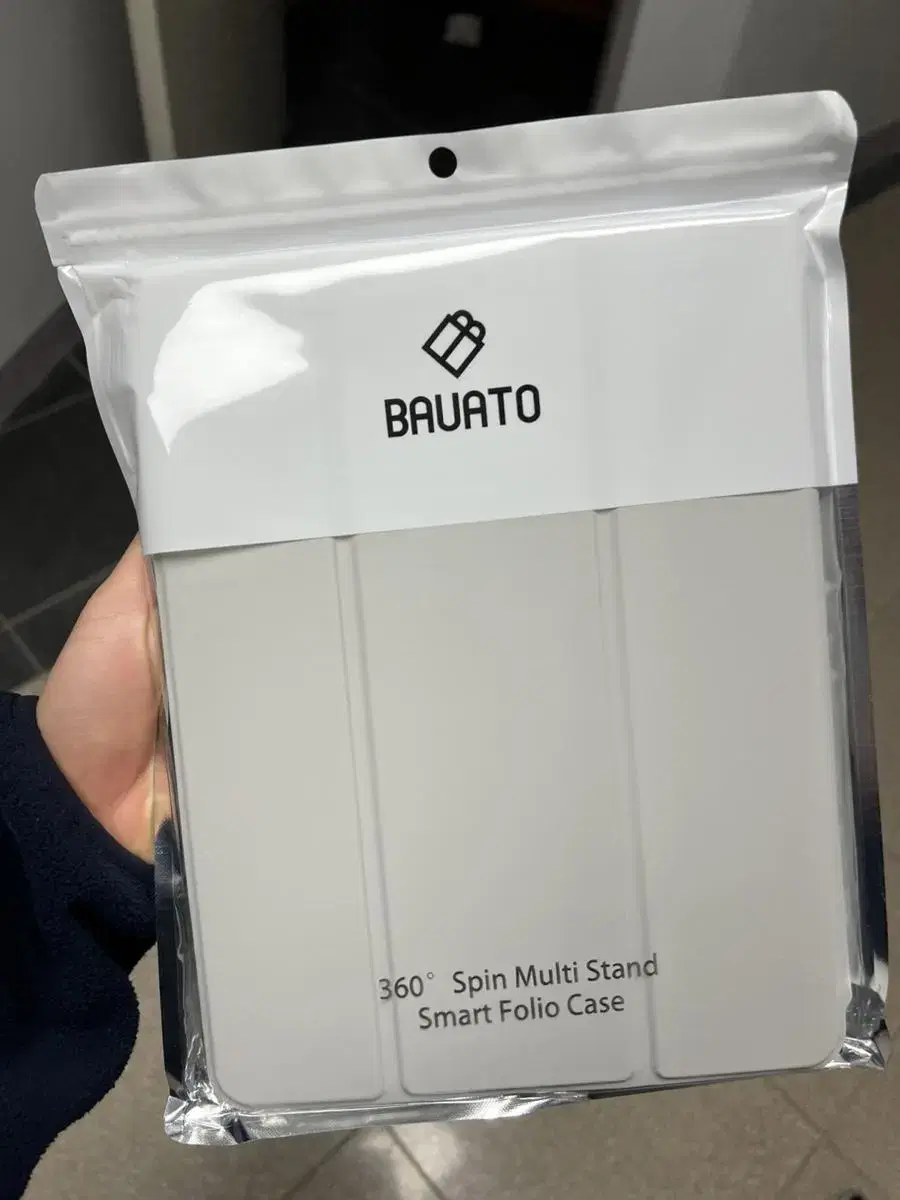 BAUATO
360° Spin Multi Stand
Smart Folio Case